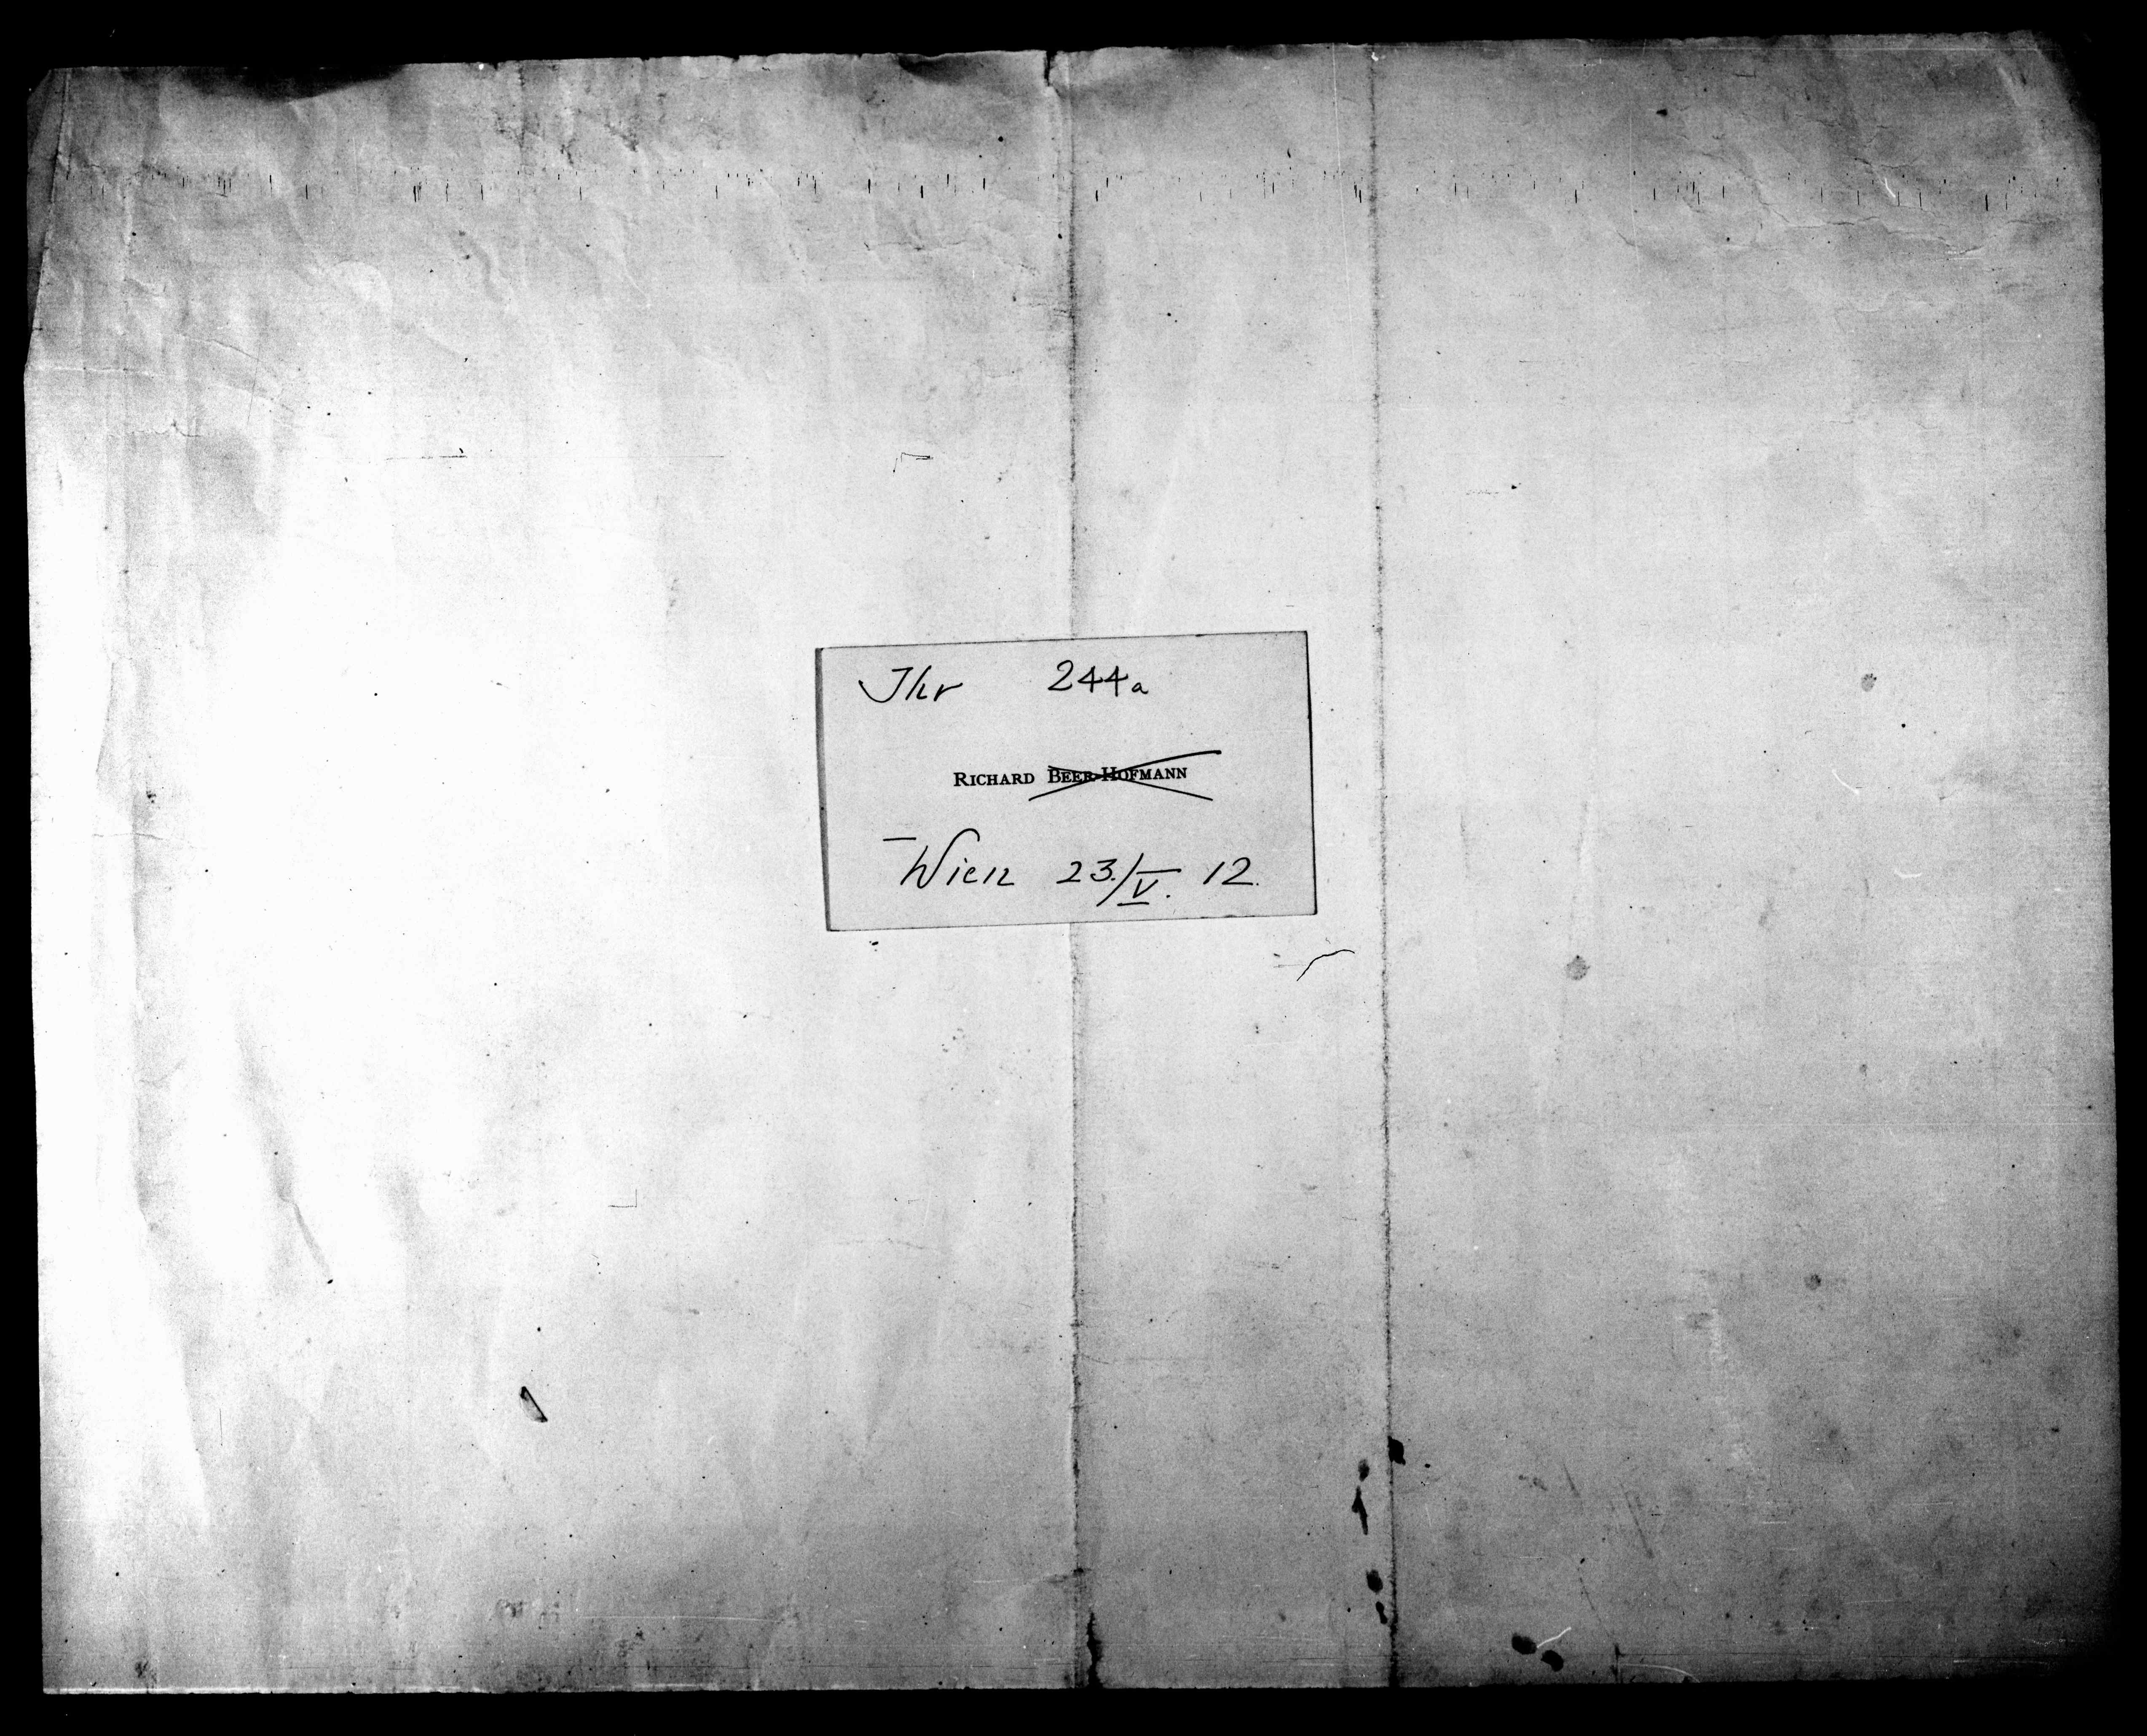 Ihr 244a
RICHARD BEER-HOFMANN
Wien 23./V. 12.